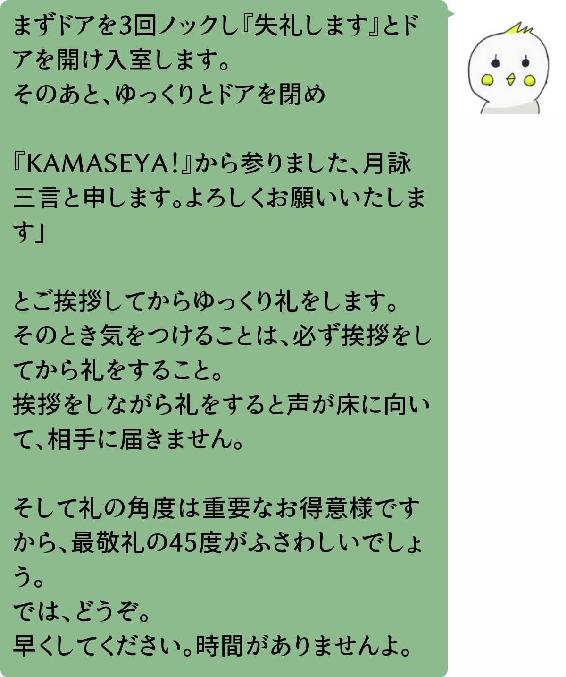 まずドアを3回ノックし『失礼します』とド
アを開け入室します。
そのあと、ゆっくりとドアを閉め
『KAMASEYA!』から参りました、月詠
三言と申します。よろしくお願いいたしま
す」
とご挨拶してからゆっくり礼をします。
そのとき気をつけることは、必ず挨拶をし
てから礼をすること。
挨拶をしながら礼をすると声が床に向い
て、相手に届きません。
そして礼の角度は重要なお得意様です
から、最敬礼の45度がふさわしいでしょ
う。
では、どうぞ。
早くしてください。時間がありませんよ。